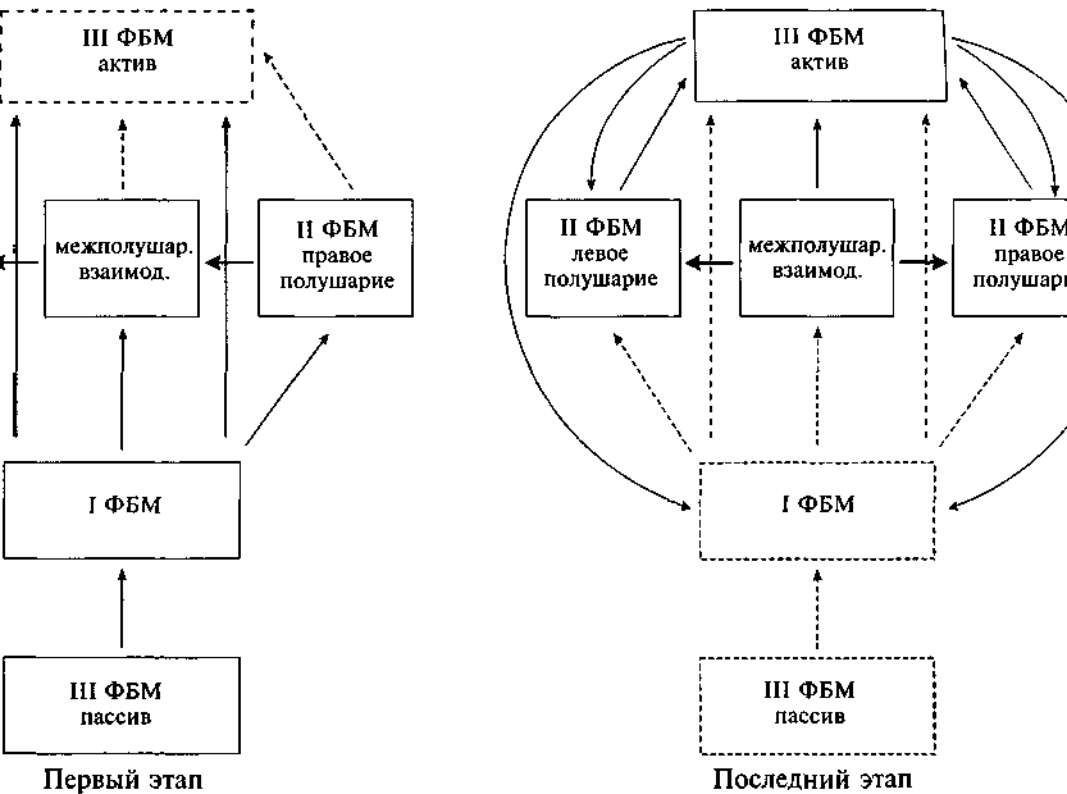 III ФБМ
актив
межполушар.
взаимод.
II ФБМ
правое
полушарие
I ФБМ
III ФБМ
пассив
Первый этап
III ФБМ
актив
II ФБМ
левое
полушарие
межполушар.
взаимод.
II ФБМ
правое
полушари
I ФБМ
III ФБМ
пассив
Последний этап